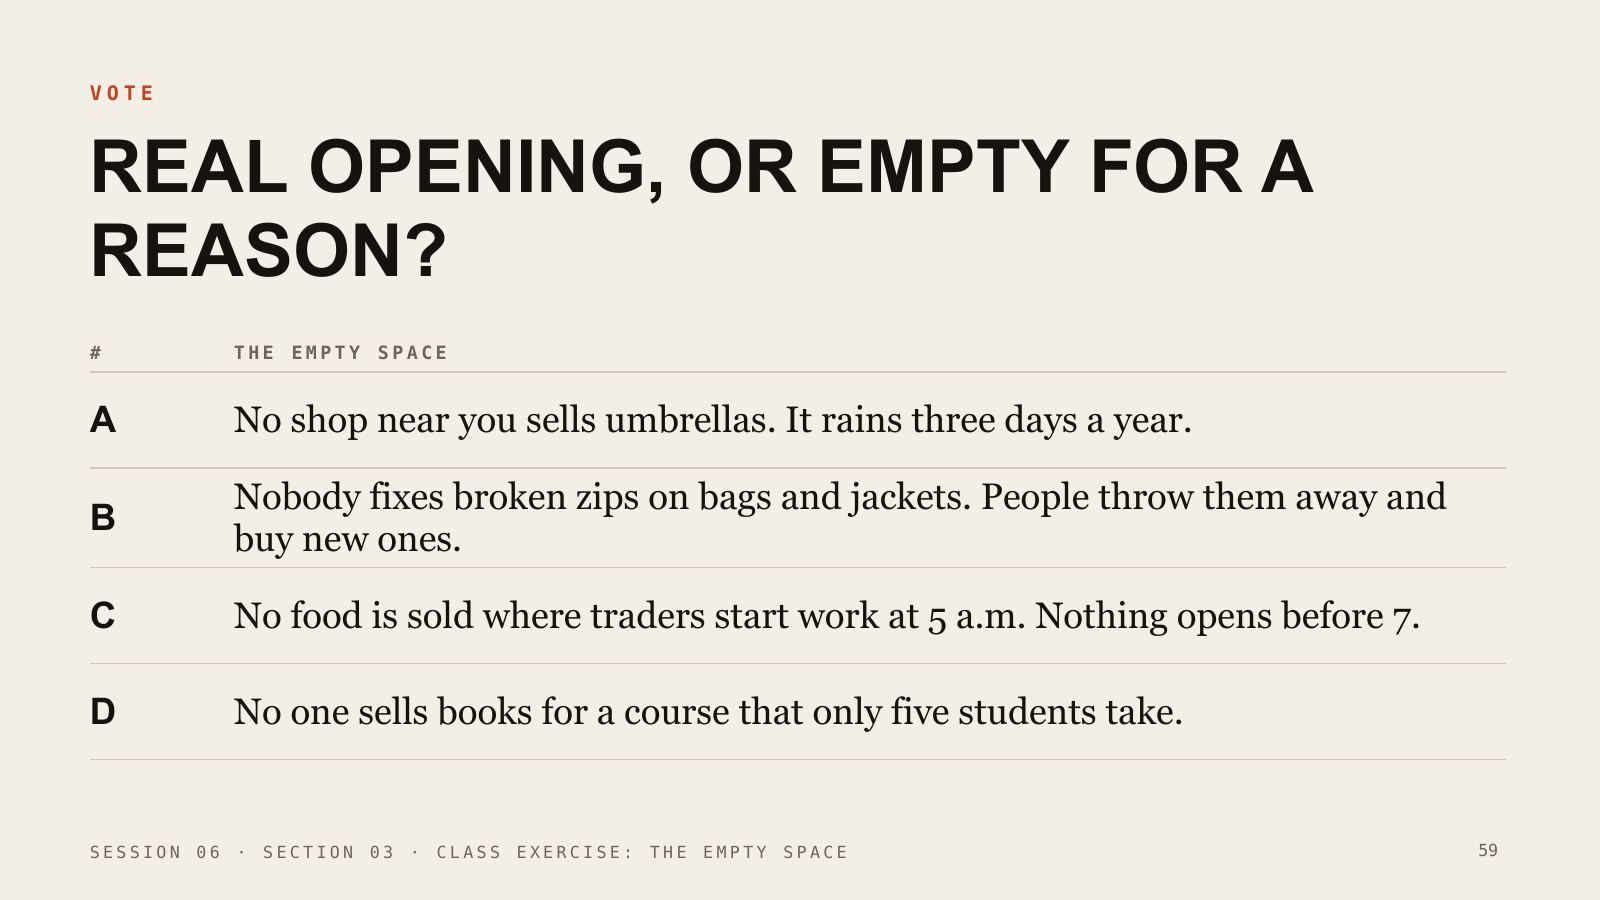 VOTE
REAL OPENING, OR EMPTY FOR A
REASON?
# THE EMPTY SPACE
A No shop near you sells umbrellas. It rains three days a year.
B Nobody fixes broken zips on bags and jackets. People throw them away and
buy new ones.
C No food is sold where traders start work at 5 a.m. Nothing opens before 7.
D No one sells books for a course that only five students take.
SESSION 06 · SECTION 03 · CLASS EXERCISE: THE EMPTY SPACE 59